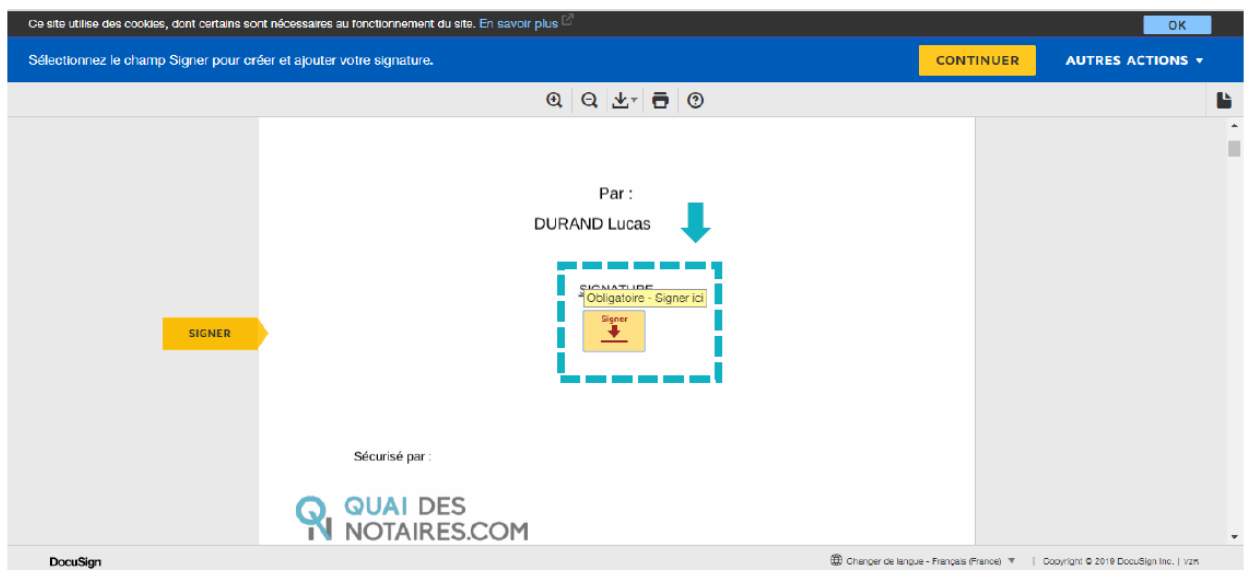 Ce site utilise des cookies, dont certains sont nécessaires au fonctionnement du site. En savoir plus
OK
Sélectionnez le champ Signer pour créer et ajouter votre signature.
CONTINUER
AUTRES ACTIONS
Par :
DURAND Lucas
SIGNATURE
Obligatoire - Signer ici
Signer
SIGNER
Sécurisé par :
QUAI DES
NOTAIRES.COM
DocuSign
Changer de langue - Français (France) | Copyright © 2019 DocuSign Inc. | V2R